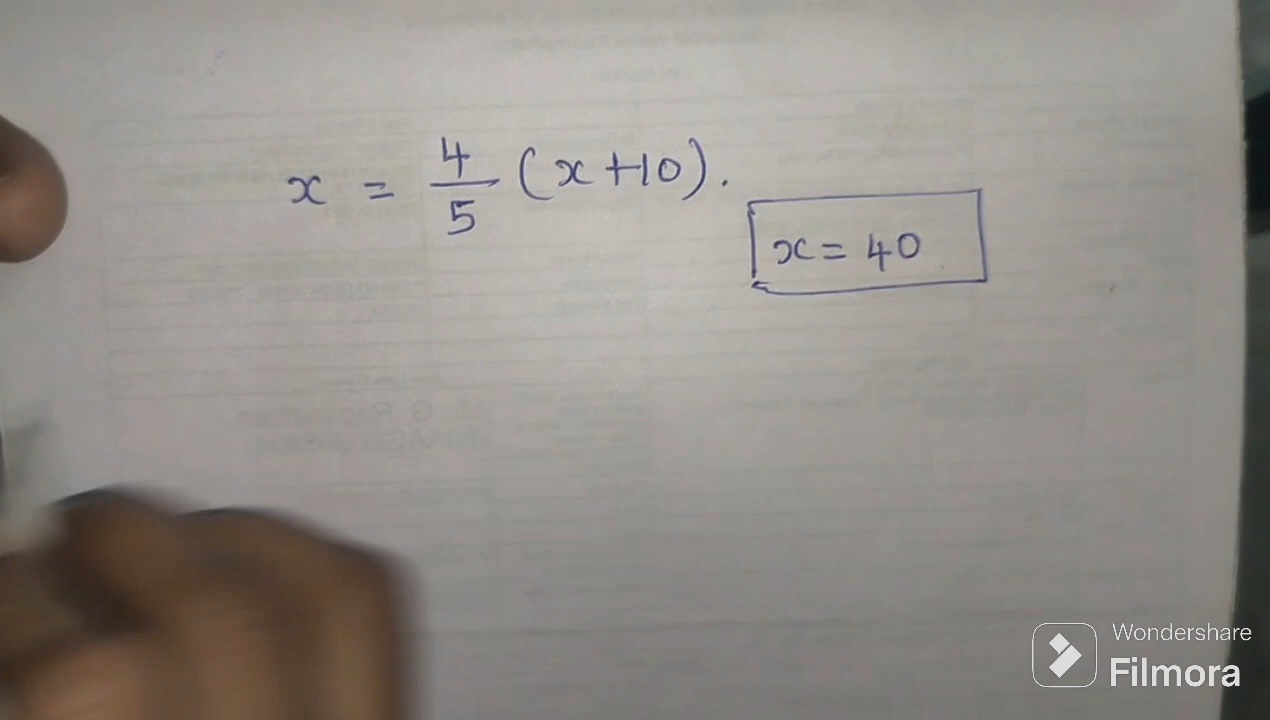 x = 4/5 (x+10).
x = 40
Wondershare
Filmora